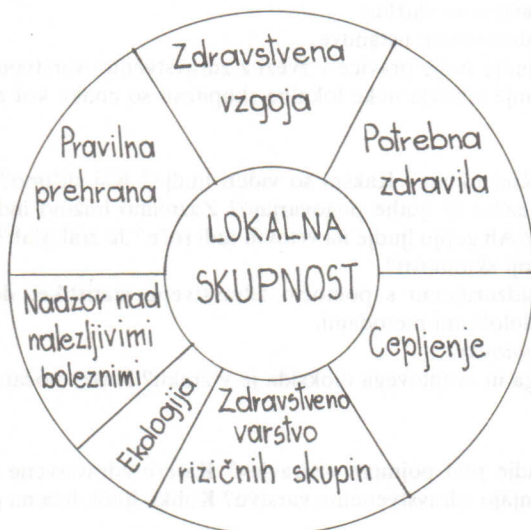 Zdravstvena
vzgoja
Potrebna
zdravila
Cepljenje
Zdravstveno
varstvo
rizičnih skupin
Ekologija
Nadzor nad
nalezljivimi
boleznimi
Pravilna
prehrana
LOKALNA
SKUPNOST